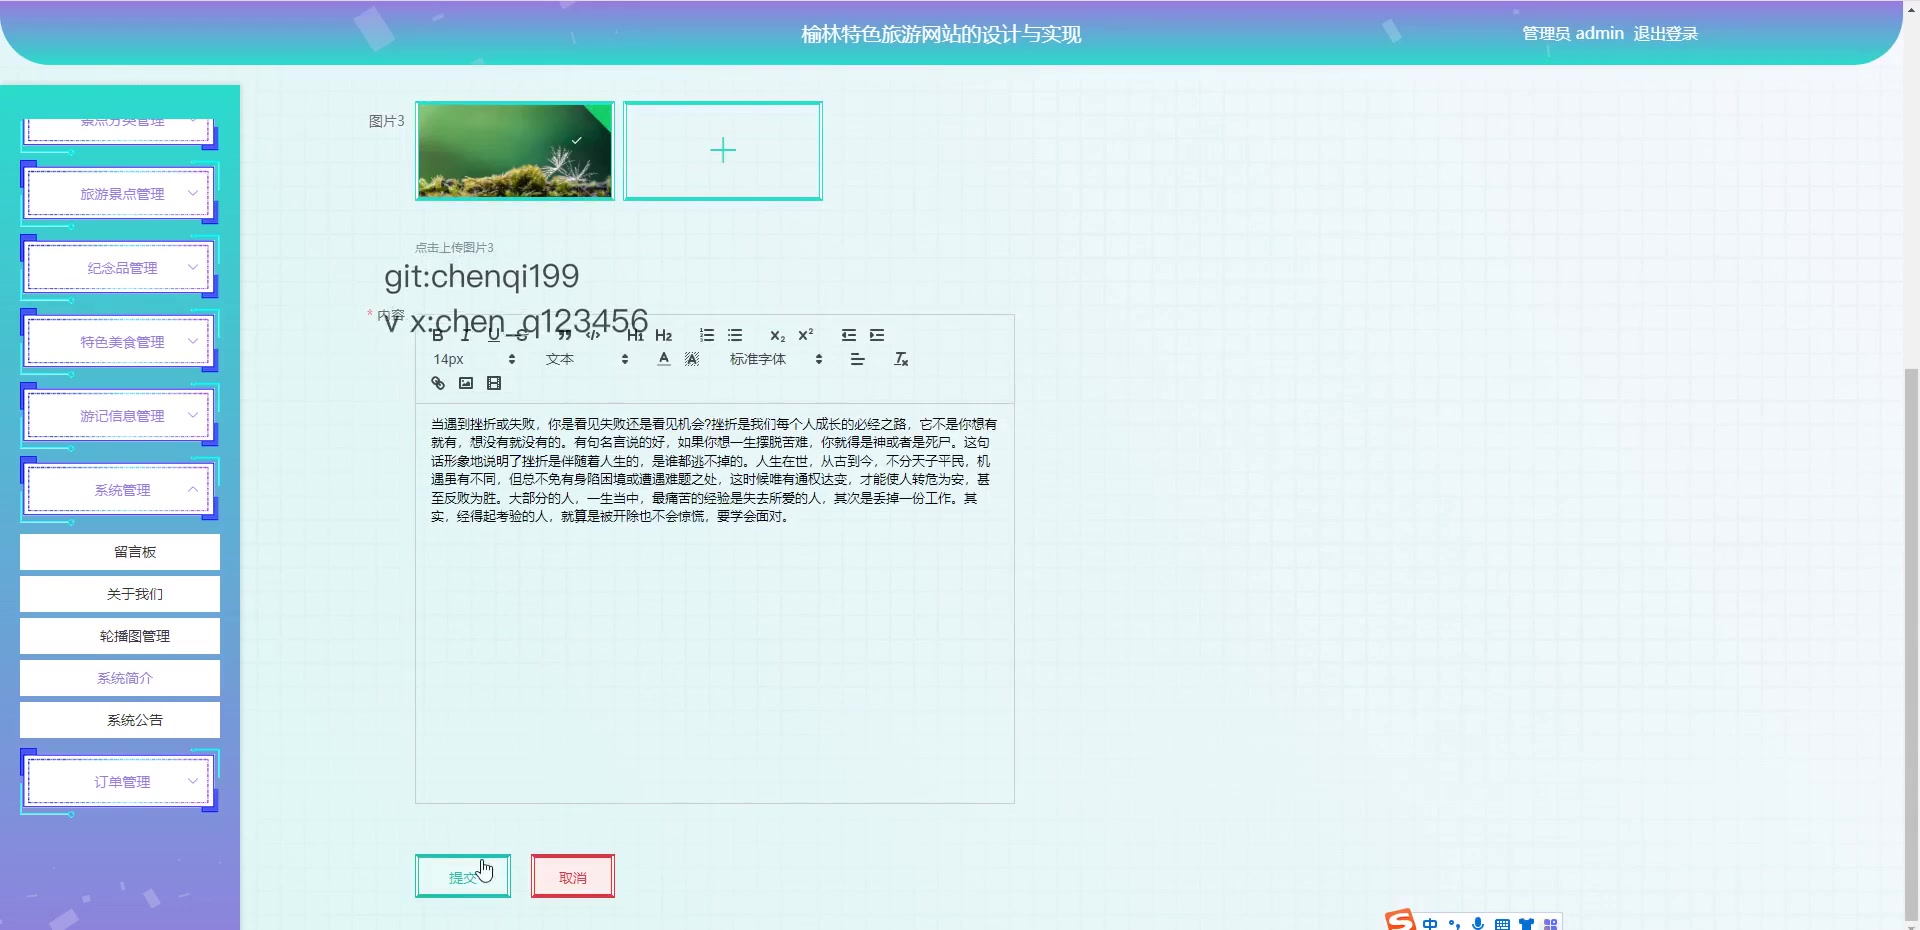 榆林特色旅游网站的设计与实现
管理员 admin 退出登录
景点分类管理
旅游景点管理
纪念品管理
特色美食管理
游记信息管理
系统管理
留言板
关于我们
轮播图管理
系统简介
系统公告
订单管理
图片3
点击上传图片3
git:chenqi199
v x:chen_q123456
* 内容
B I U S ” </> H1 H2 X₂ X²
14px 文本 A A 标准字体 Tx
当遇到挫折或失败，你是看见失败还是看见机会?挫折是我们每个人成长的必经之路，它不是你想有
就有，想没有就没有的。有句名言说的好，如果你想一生摆脱苦难，你就得是神或者是死尸。这句
话形象地说明了挫折是伴随着人生的，是谁都逃不掉的。人生在世，从古到今，不分天子平民，机
遇虽有不同，但总不免有身陷困境或遭遇难题之处，这时候唯有通权达变，才能使人转危为安，甚
至反败为胜。大部分的人，一生当中，最痛苦的经验是失去所爱的人，其次是丢掉一份工作。其
实，经得起考验的人，就算是被开除也不会惊慌，要学会面对。
提交
取消
S 中